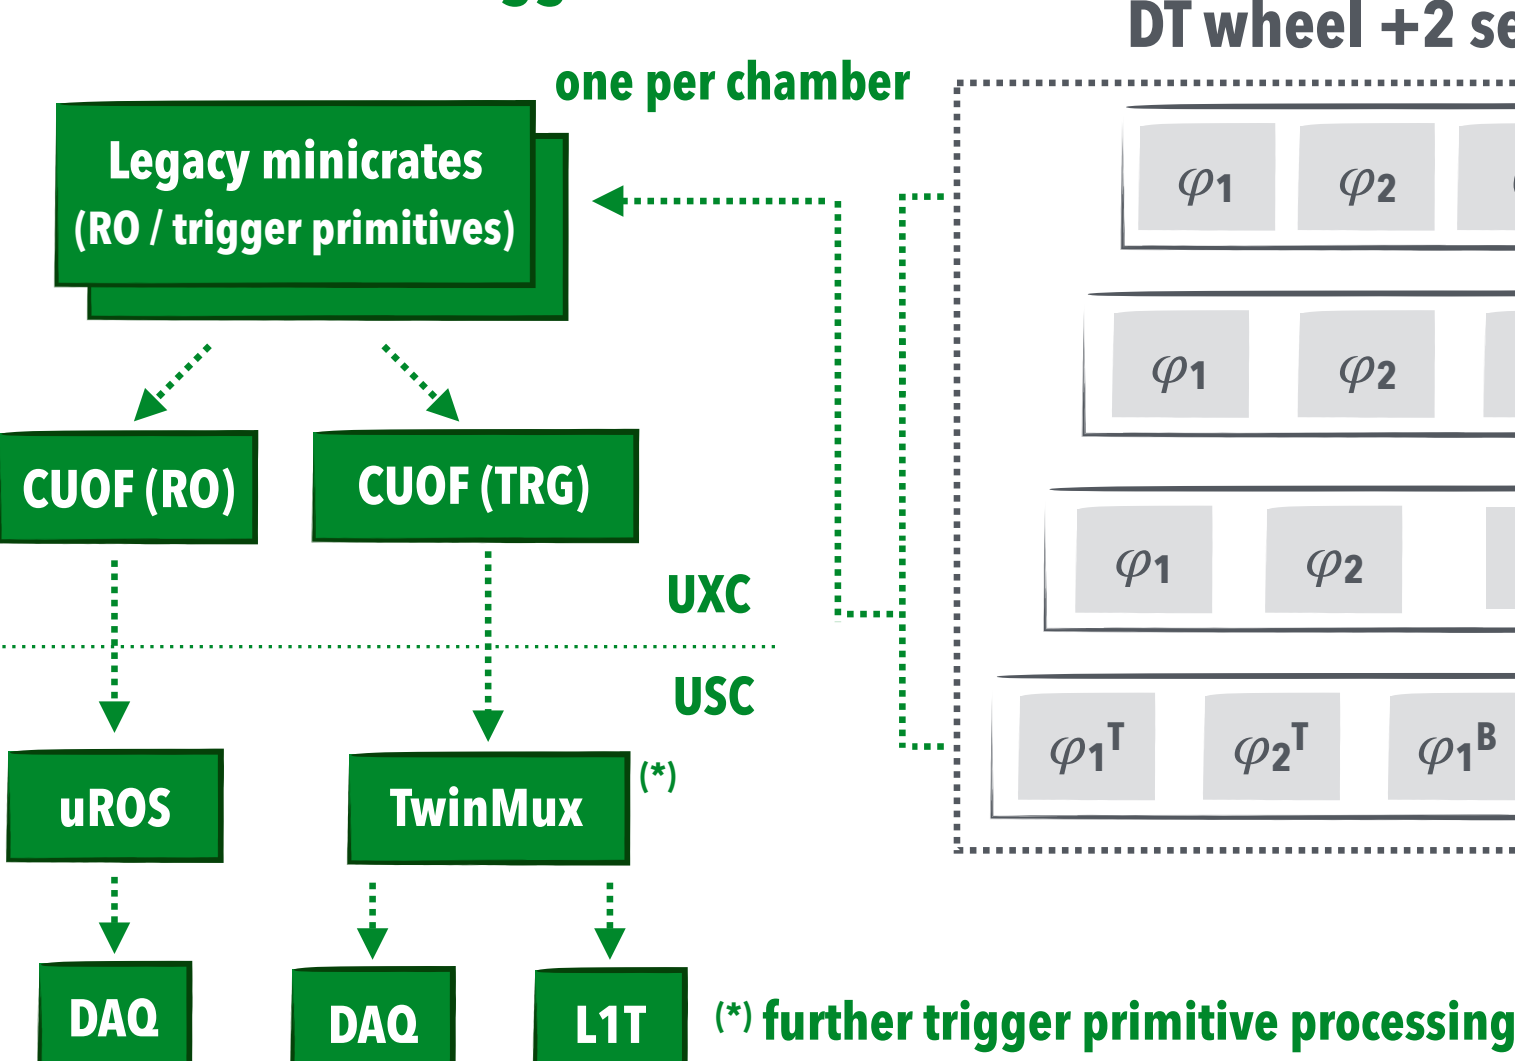 DT wheel +2 se
one per chamber
Legacy minicrates
(RO / trigger primitives)
φ1 φ2
φ1 φ2
CUOF (RO)
CUOF (TRG)
φ1 φ2
UXC
USC
φ1ᵀ φ2ᵀ φ1ᴮ
uROS
TwinMux (*)
DAQ
DAQ
L1T
(*) further trigger primitive processing